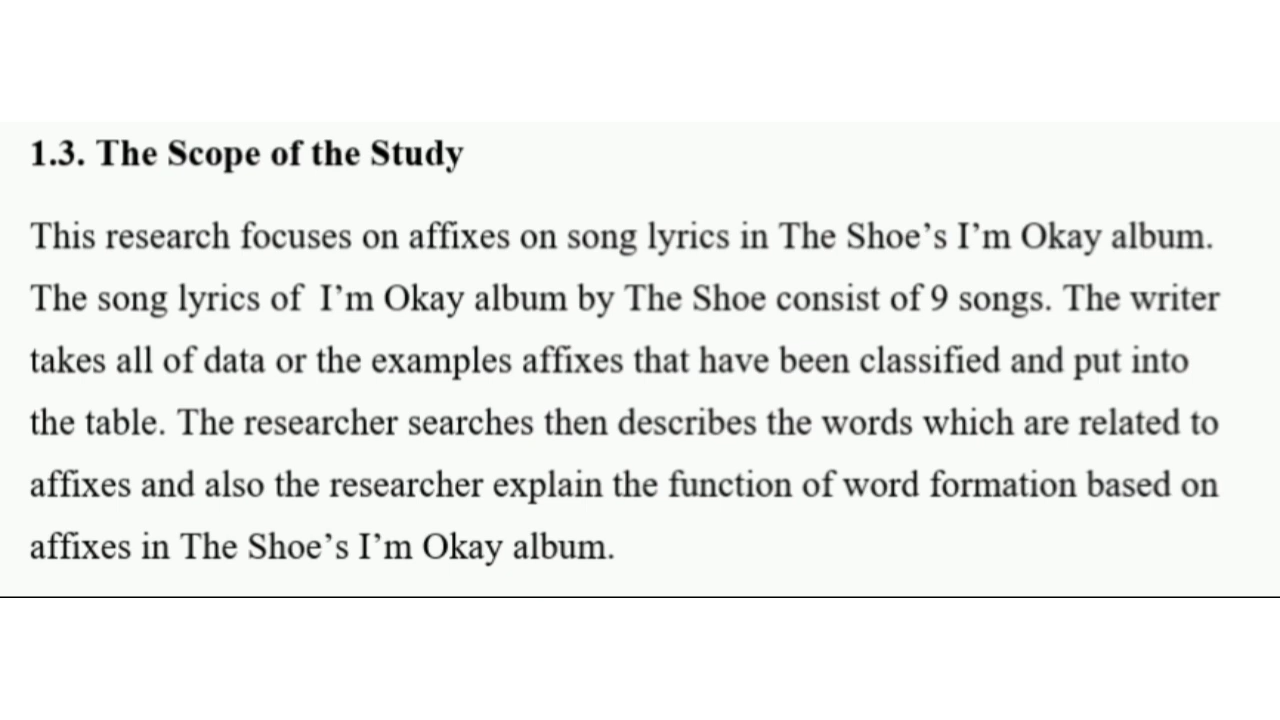 1.3. The Scope of the Study
This research focuses on affixes on song lyrics in The Shoe’s I’m Okay album.
The song lyrics of I’m Okay album by The Shoe consist of 9 songs. The writer
takes all of data or the examples affixes that have been classified and put into
the table. The researcher searches then describes the words which are related to
affixes and also the researcher explain the function of word formation based on
affixes in The Shoe’s I’m Okay album.